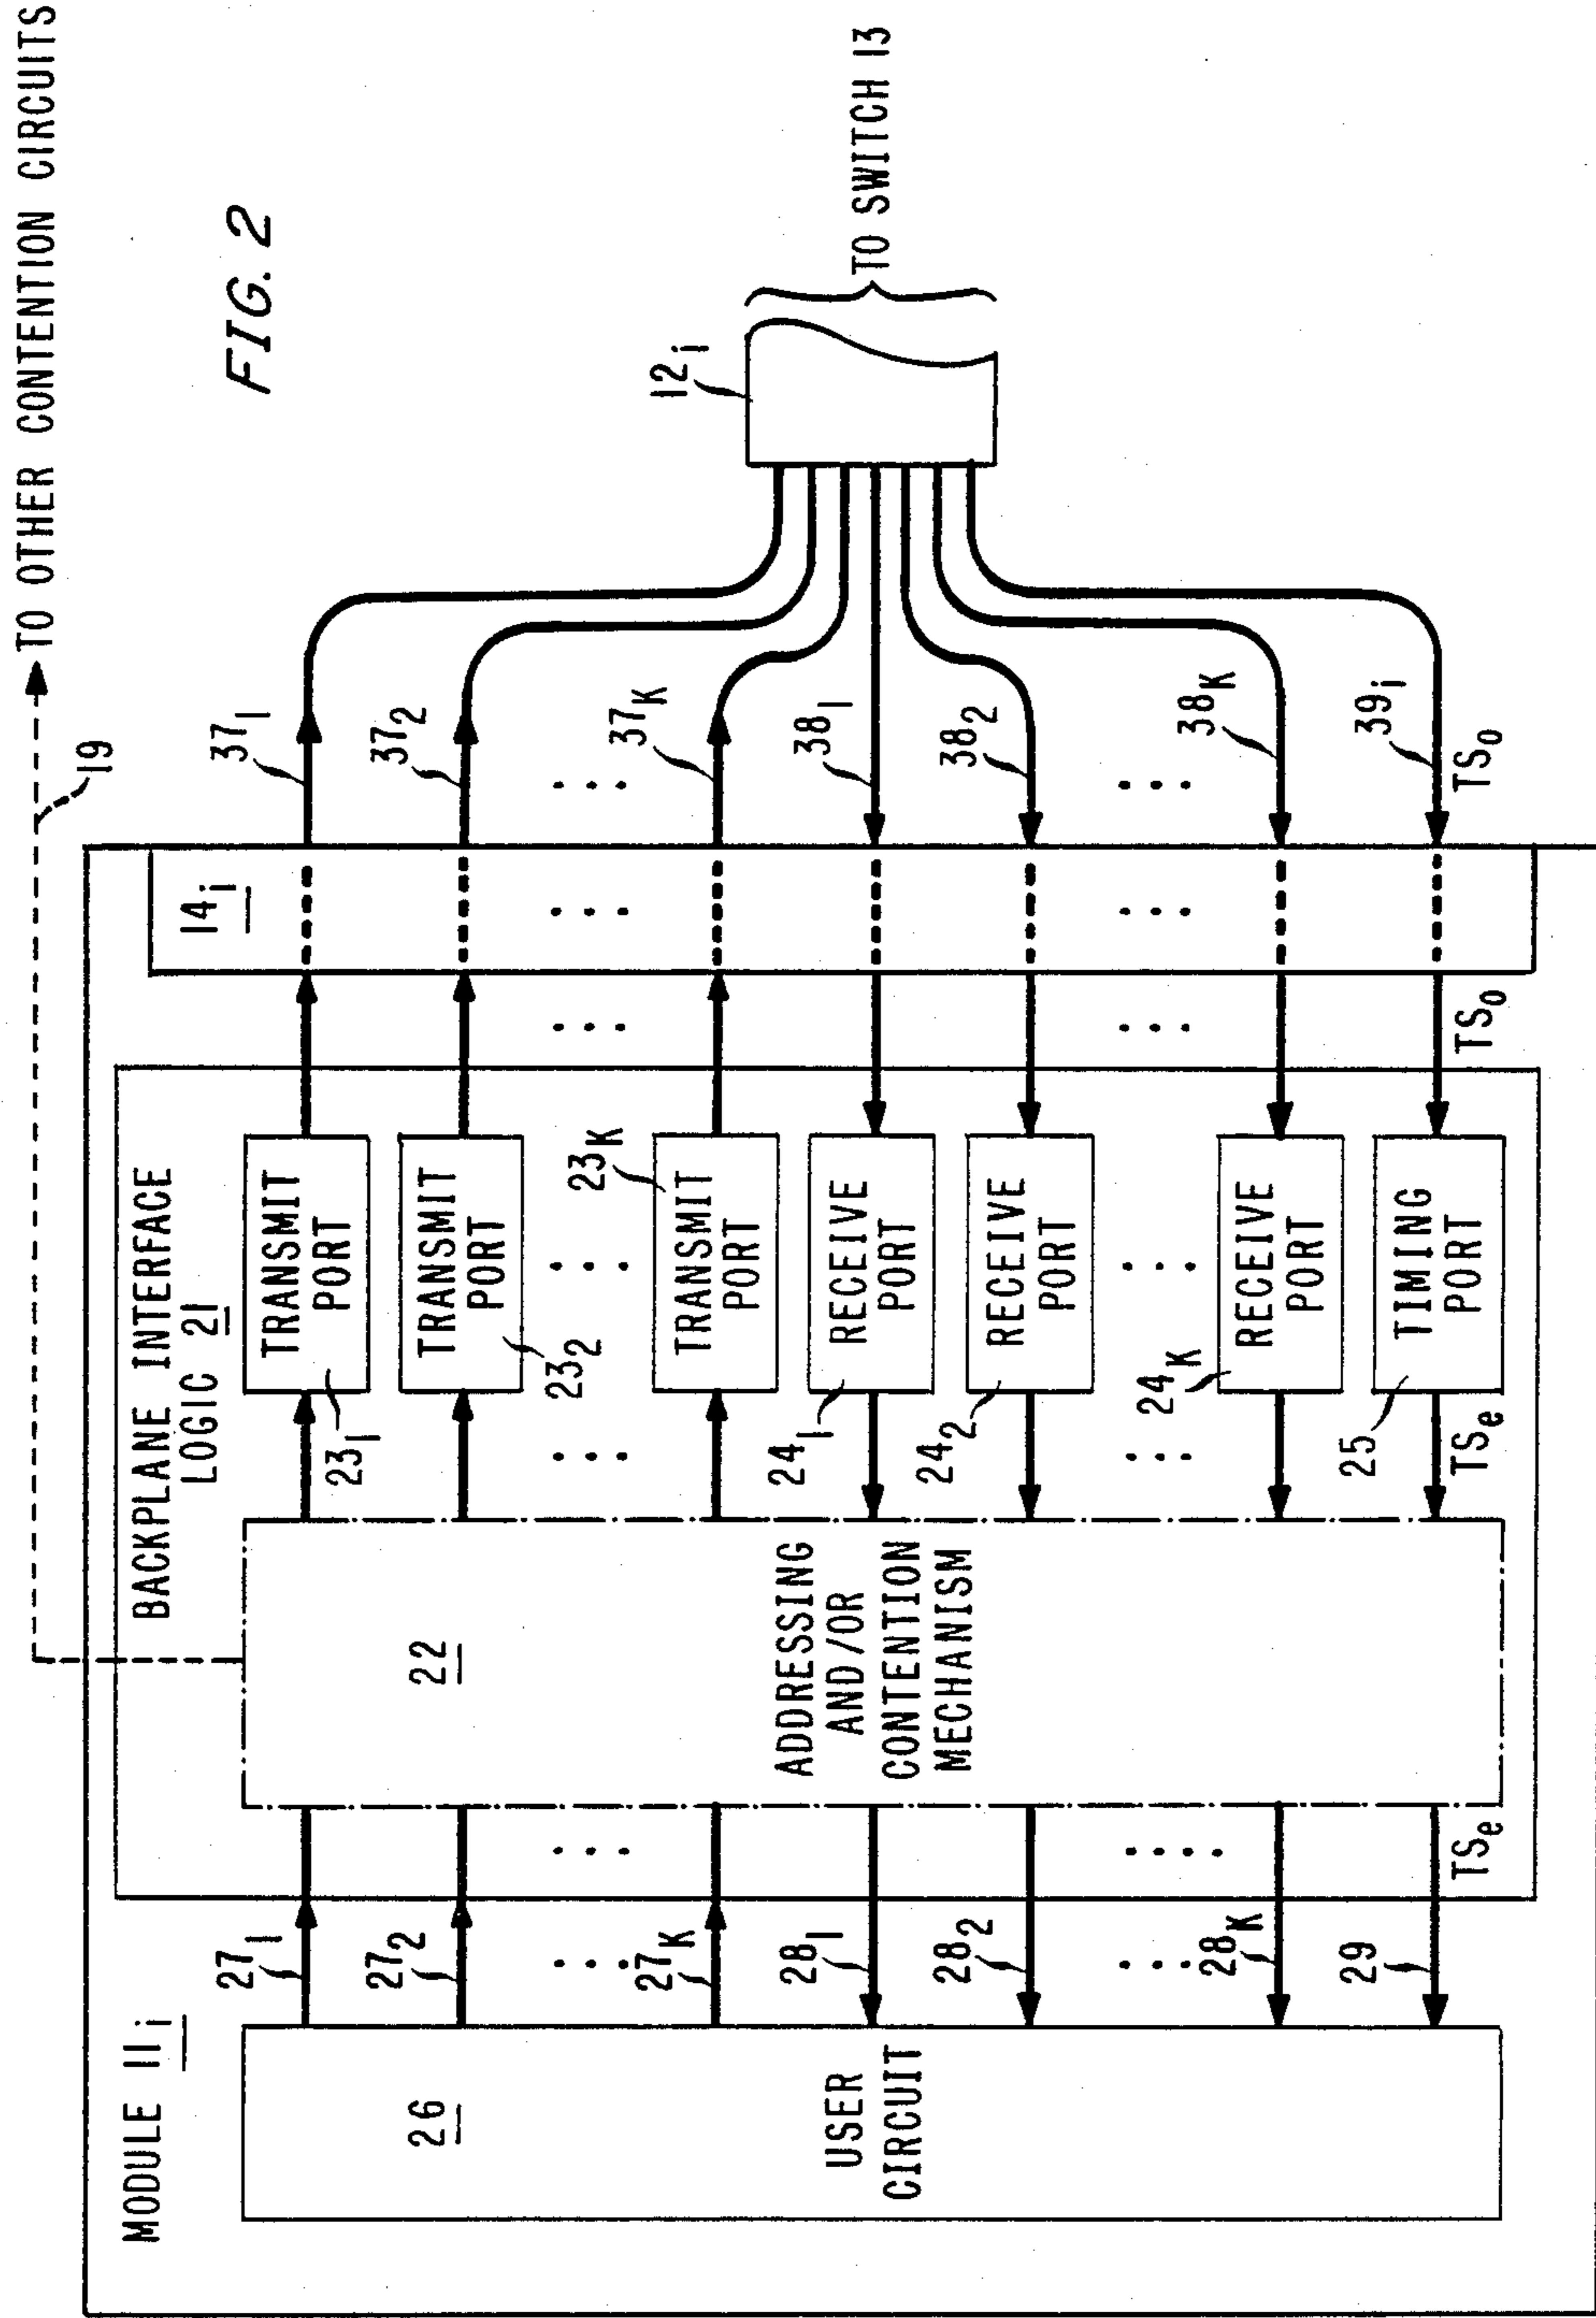 TO OTHER CONTENTION CIRCUITS
19
FIG. 2
MODULE 11i
BACKPLANE INTERFACE
LOGIC 21
14i
12i
TO SWITCH 13
26
USER
CIRCUIT
22
ADDRESSING
AND/OR
CONTENTION
MECHANISM
27₁
27₂
...
27K
28₁
28₂
...
28K
29
TSe
TRANSMIT
PORT
23₁
TRANSMIT
PORT
23₂
...
TRANSMIT
PORT
23K
RECEIVE
PORT
24₁
RECEIVE
PORT
24₂
...
RECEIVE
PORT
24K
TIMING
PORT
25
TSe
TSo
37₁
37₂
...
37K
38₁
38₂
...
38K
39i
TSo